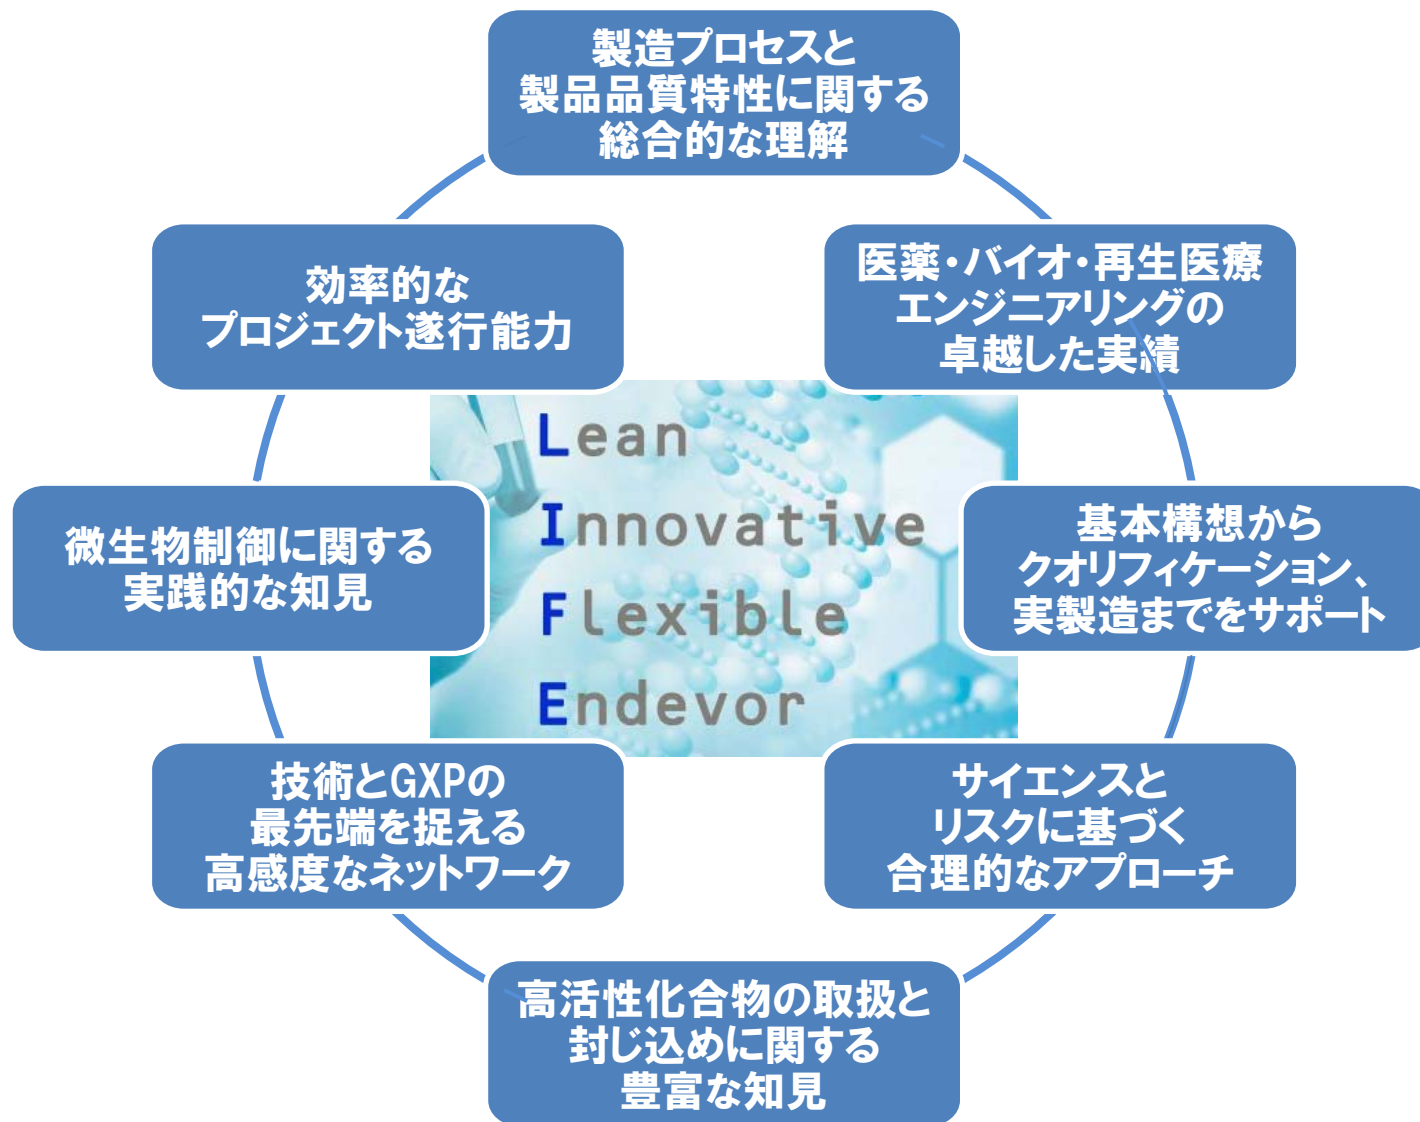 製造プロセスと
製品品質特性に関する
総合的な理解
効率的な
プロジェクト遂行能力
医薬・バイオ・再生医療
エンジニアリングの
卓越した実績
Lean
Innovative
Flexible
Endevor
微生物制御に関する
実践的な知見
基本構想から
クオリフィケーション、
実製造までをサポート
技術とGXPの
最先端を捉える
高感度なネットワーク
サイエンスと
リスクに基づく
合理的なアプローチ
高活性化合物の取扱と
封じ込めに関する
豊富な知見